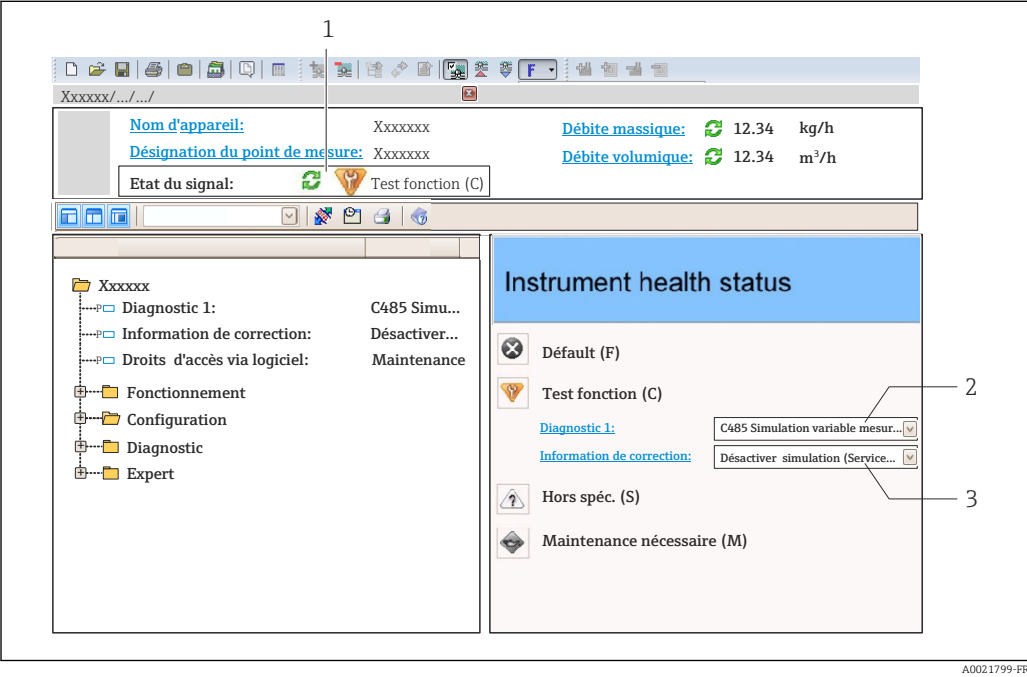 1
F
Xxxxxx/.../.../
Nom d'appareil: Xxxxxxx Débite massique: 12.34 kg/h
Désignation du point de mesure: Xxxxxxx Débite volumique: 12.34 m³/h
Etat du signal: Test fonction (C)
Instrument health status
Xxxxxx
Diagnostic 1: C485 Simu...
Information de correction: Désactiver...
Droits d'accès via logiciel: Maintenance
Fonctionnement
Configuration
Diagnostic
Expert
Défault (F)
Test fonction (C)
Diagnostic 1: C485 Simulation variable mesur... 2
Information de correction: Désactiver simulation (Service... 3
Hors spéc. (S)
Maintenance nécessaire (M)
A0021799-FR